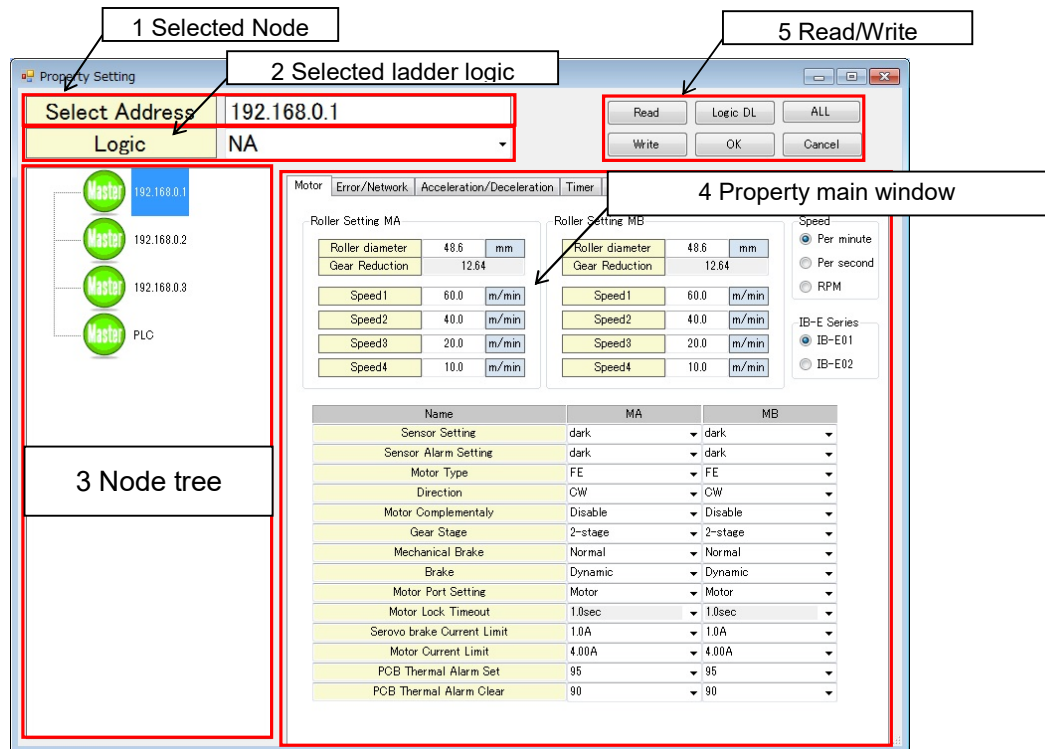 1 Selected Node
5 Read/Write
Property Setting
2 Selected ladder logic
Select Address 192.168.0.1
Read Logic DL ALL
Logic NA
Write OK Cancel
192.168.0.1
192.168.0.2
192.168.0.3
PLC
Master
Master
Master
Master
3 Node tree
Motor Error/Network Acceleration/Deceleration Timer
4 Property main window
Roller Setting MA
Roller diameter 48.6 mm
Gear Reduction 12.64
Speed1 60.0 m/min
Speed2 40.0 m/min
Speed3 20.0 m/min
Speed4 10.0 m/min
Roller Setting MB
Roller diameter 48.6 mm
Gear Reduction 12.64
Speed1 60.0 m/min
Speed2 40.0 m/min
Speed3 20.0 m/min
Speed4 10.0 m/min
Speed
Per minute
Per second
RPM
IB-E Series
IB-E01
IB-E02
Name MA MB
Sensor Setting dark dark
Sensor Alarm Setting dark dark
Motor Type FE FE
Direction CW CW
Motor Complementaly Disable Disable
Gear Stage 2-stage 2-stage
Mechanical Brake Normal Normal
Brake Dynamic Dynamic
Motor Port Setting Motor Motor
Motor Lock Timeout 1.0sec 1.0sec
Serovo brake Current Limit 1.0A 1.0A
Motor Current Limit 4.00A 4.00A
PCB Thermal Alarm Set 95 95
PCB Thermal Alarm Clear 90 90